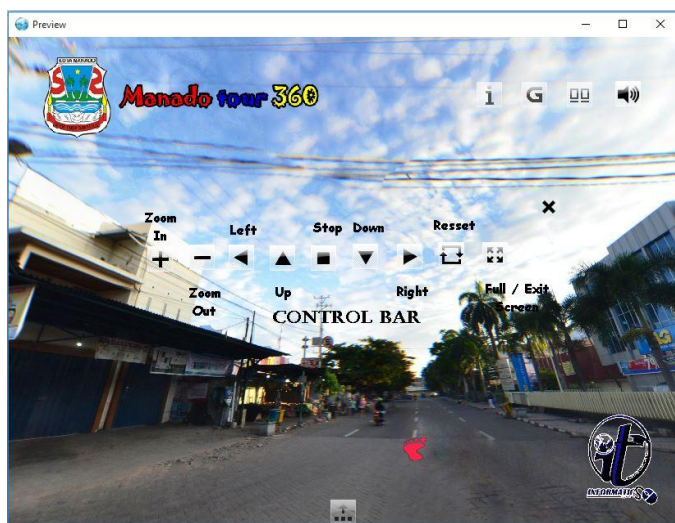 Preview
KOTA MANADO
Manado tour 360
i G
Zoom In
Left
Stop
Down
Resset
Zoom Out
Up
Right
Full / Exit Screen
CONTROL BAR
it
INFORMATICS